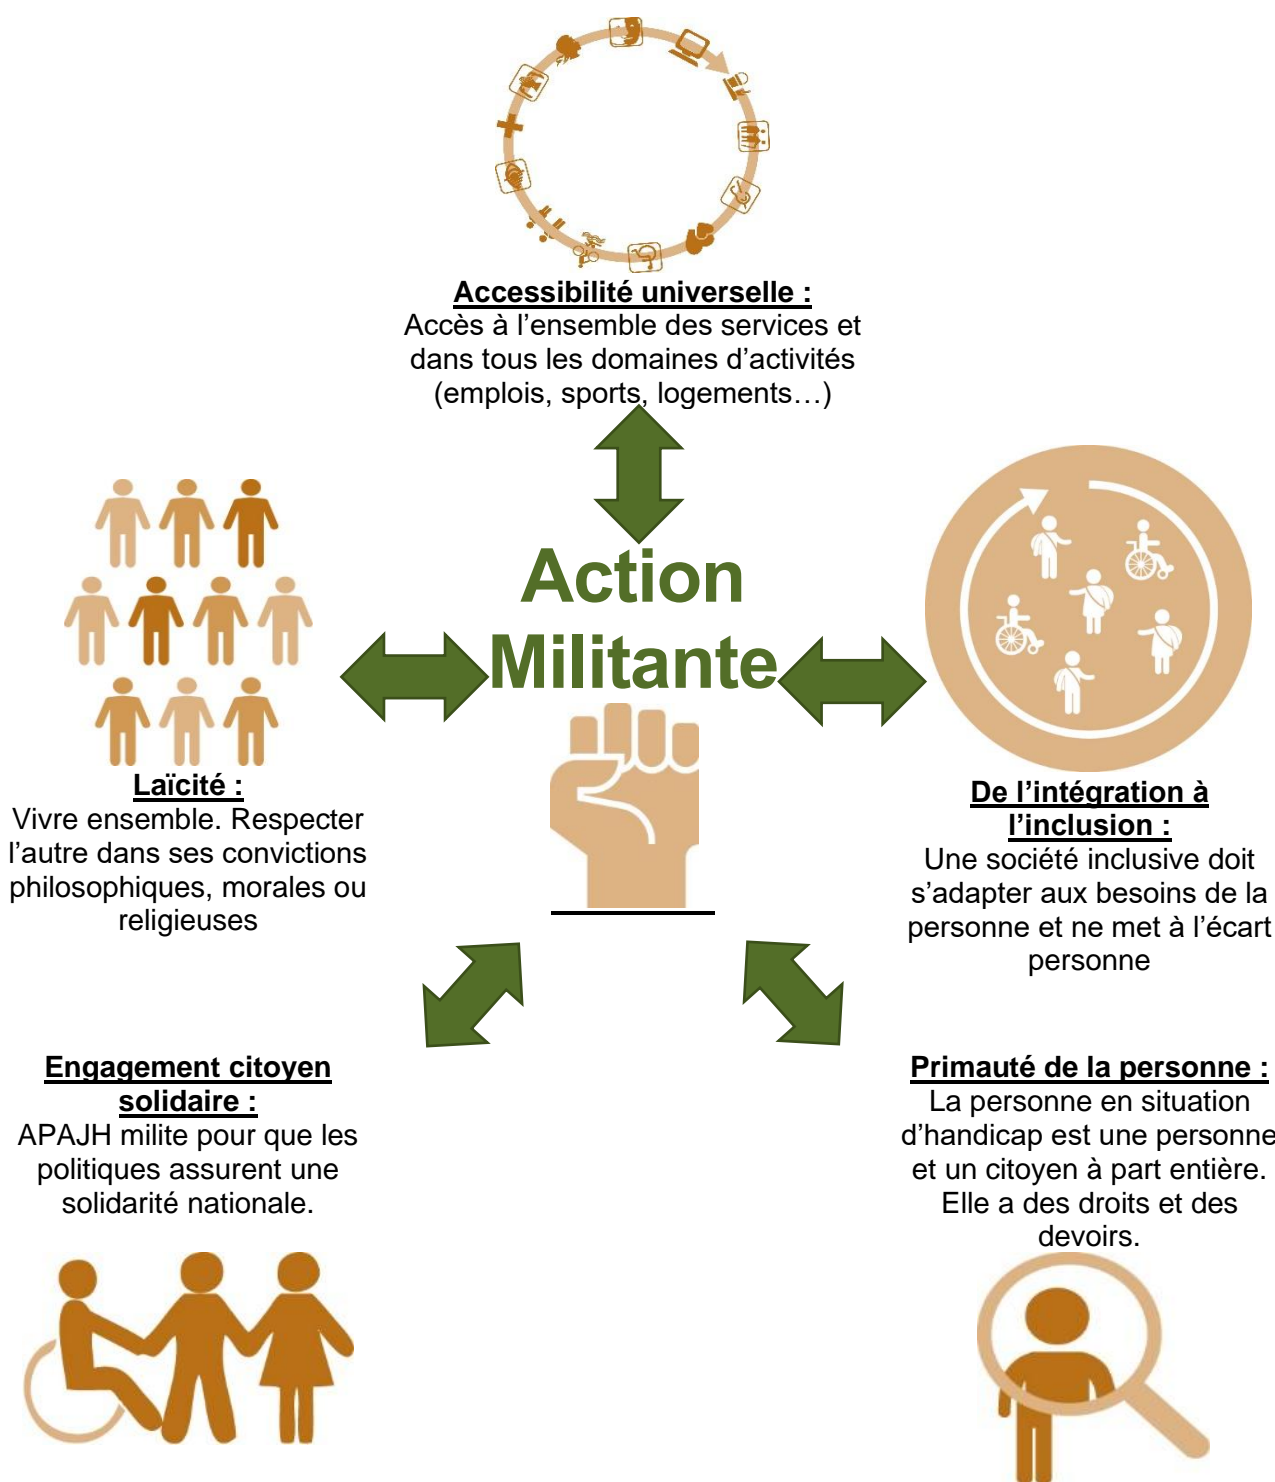 Accessibilité universelle :
Accès à l’ensemble des services et
dans tous les domaines d’activités
(emplois, sports, logements…)
Action
Militante
Laïcité :
Vivre ensemble. Respecter
l’autre dans ses convictions
philosophiques, morales ou
religieuses
De l’intégration à
l’inclusion :
Une société inclusive doit
s’adapter aux besoins de la
personne et ne met à l’écart
personne
Engagement citoyen
solidaire :
APAJH milite pour que les
politiques assurent une
solidarité nationale.
Primauté de la personne :
La personne en situation
d’handicap est une personne
et un citoyen à part entière.
Elle a des droits et des
devoirs.